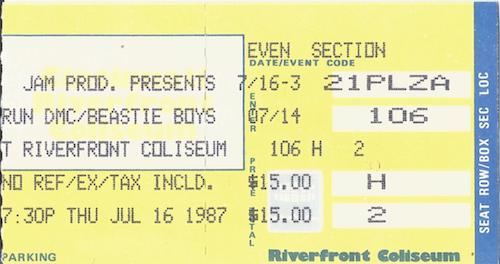 EVEN SECTION
DATE/EVENT CODE
JAM PROD. PRESENTS 7/16-3 21PLZA
RUN DMC/BEASTIE BOYS 07/14 106
T RIVERFRONT COLISEUM 106 H 2
NO REF/EX/TAX INCLD. $15.00 H
7:30P THU JUL 16 1987 $15.00 2
PARKING Riverfront Coliseum
SEAT ROW/BOX SEC LOC